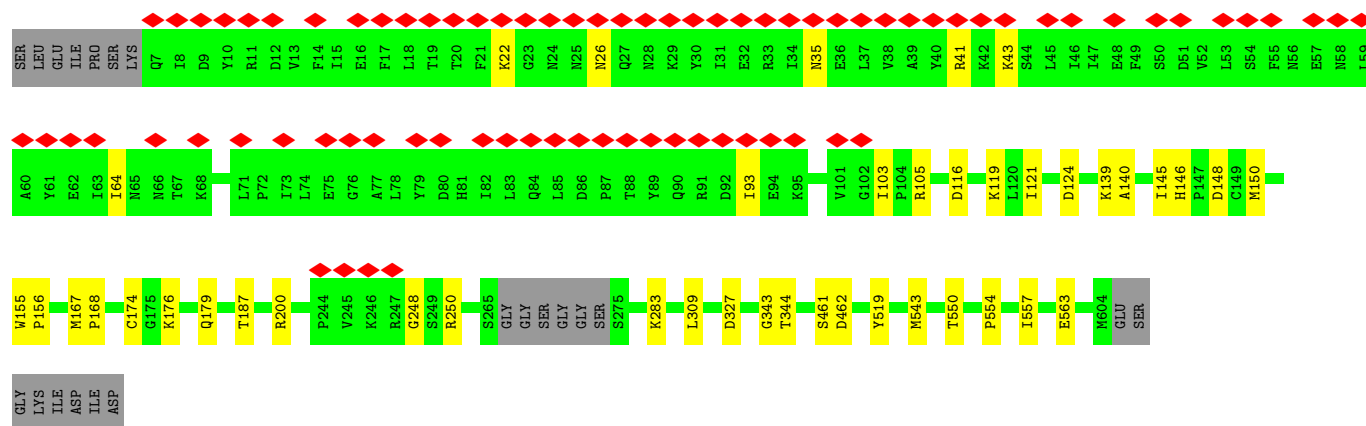 SER LEU GLU ILE PRO SER LYS Q7 I8 D9 Y10 R11 D12 V13 F14 I15 E16 F17 L18 T19 T20 F21 K22 G23 N24 N25 N26 Q27 N28 K29 Y30 I31 E32 R33 I34 N35 E36 L37 V38 A39 Y40 R41 K42 K43 S44 L45 I46 I47 E48 F49 S50 D51 V52 L53 S54 F55 N56 E57 N58 L59
A60 Y61 E62 I63 I64 N65 N66 T67 K68 L71 P72 I73 L74 E75 G76 A77 L78 Y79 D80 H81 I82 L83 Q84 L85 D86 P87 T88 Y89 Q90 R91 D92 I93 E94 K95 V101 G102 I103 P104 R105 D116 K119 L120 I121 D124 K139 A140 I145 H146 P147 D148 C149 M150
W155 P156 M167 P168 C174 G175 K176 Q179 T187 R200 P244 V245 K246 R247 G248 S249 R250 S265 GLY GLY SER GLY GLY SER S275 K283 L309 D327 G343 T344 S461 D462 Y519 M543 T550 P554 I557 E563 M604 GLU SER
GLY LYS ILE ASP ILE ASP